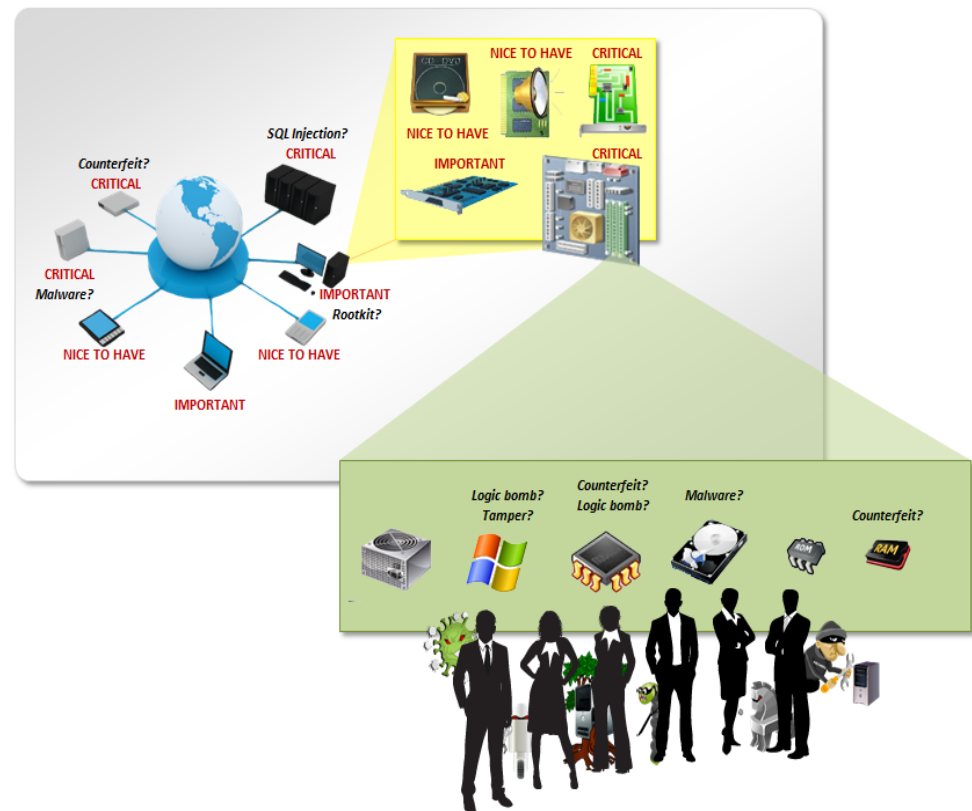 NICE TO HAVE
CRITICAL
CD DVD
NICE TO HAVE
IMPORTANT
CRITICAL
SQL Injection?
CRITICAL
Counterfeit?
CRITICAL
CRITICAL
Malware?
IMPORTANT
Rootkit?
NICE TO HAVE
NICE TO HAVE
IMPORTANT
Logic bomb?
Tamper?
Counterfeit?
Logic bomb?
Malware?
Counterfeit?
ROM
RAM